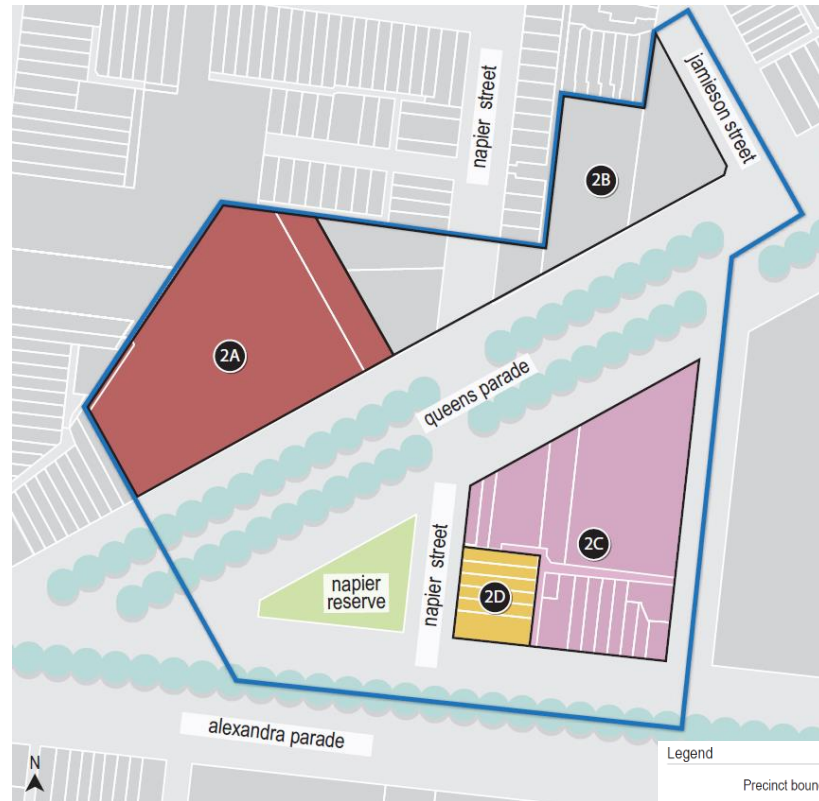 napier street
jamieson street
2B
2A
queens parade
2C
napier street
napier
reserve
2D
alexandra parade
N
Legend
Precinct boun